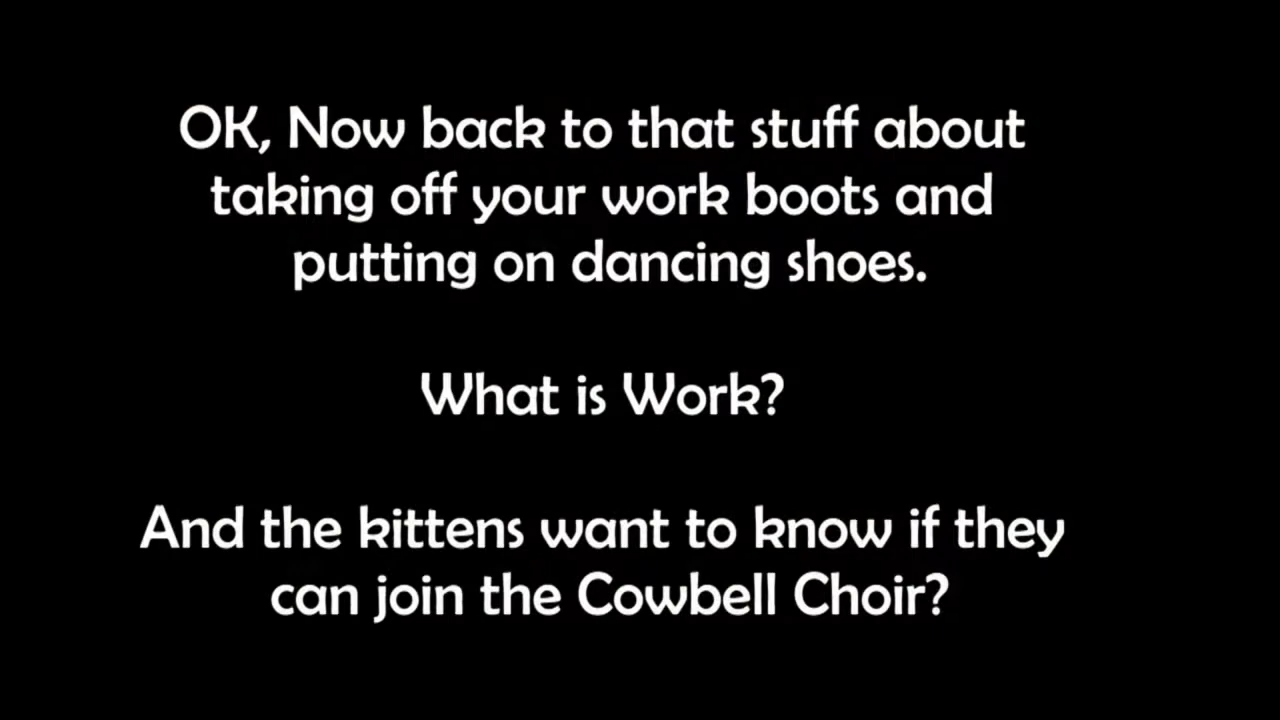 OK, Now back to that stuff about
taking off your work boots and
putting on dancing shoes.
What is Work?
And the kittens want to know if they
can join the Cowbell Choir?